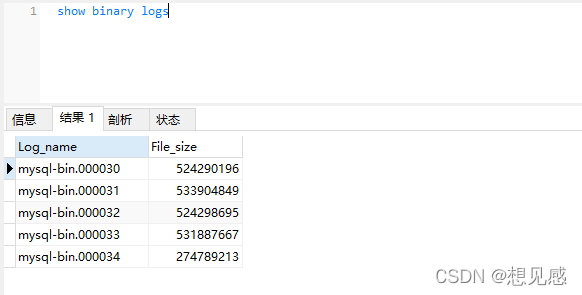 1 show binary logs
信息 结果 1 剖析 状态
Log_name File_size
mysql-bin.000030 524290196
mysql-bin.000031 533904849
mysql-bin.000032 524298695
mysql-bin.000033 531887667
mysql-bin.000034 274789213
CSDN @想见感